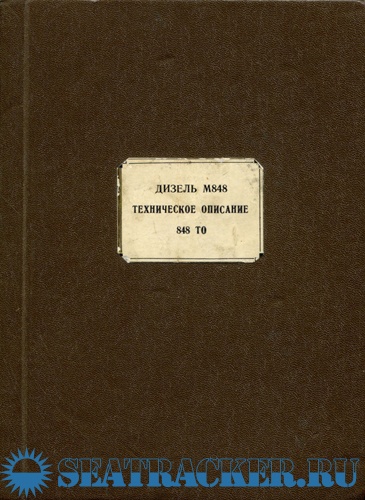 ДИЗЕЛЬ М848
ТЕХНИЧЕСКОЕ ОПИСАНИЕ
848 ТО
SEATRACKER.RU